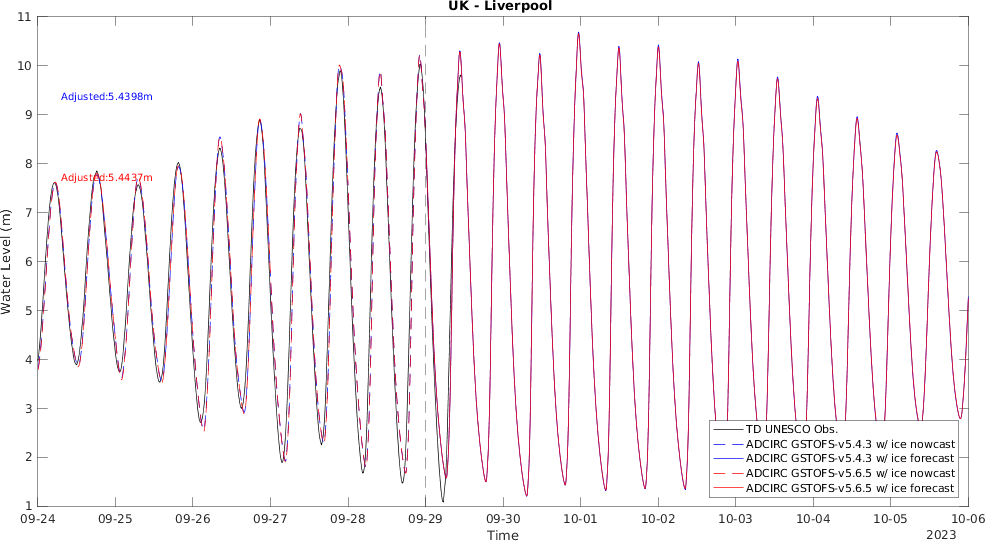 UK - Liverpool
11
10
9
8
7
6
5
4
3
2
1
Water Level (m)
Adjusted:5.4398m
Adjusted:5.4437m
TD UNESCO Obs.
ADCIRC GSTOFS-v5.4.3 w/ ice nowcast
ADCIRC GSTOFS-v5.4.3 w/ ice forecast
ADCIRC GSTOFS-v5.6.5 w/ ice nowcast
ADCIRC GSTOFS-v5.6.5 w/ ice forecast
09-24 09-25 09-26 09-27 09-28 09-29 09-30 10-01 10-02 10-03 10-04 10-05 10-06
Time
2023